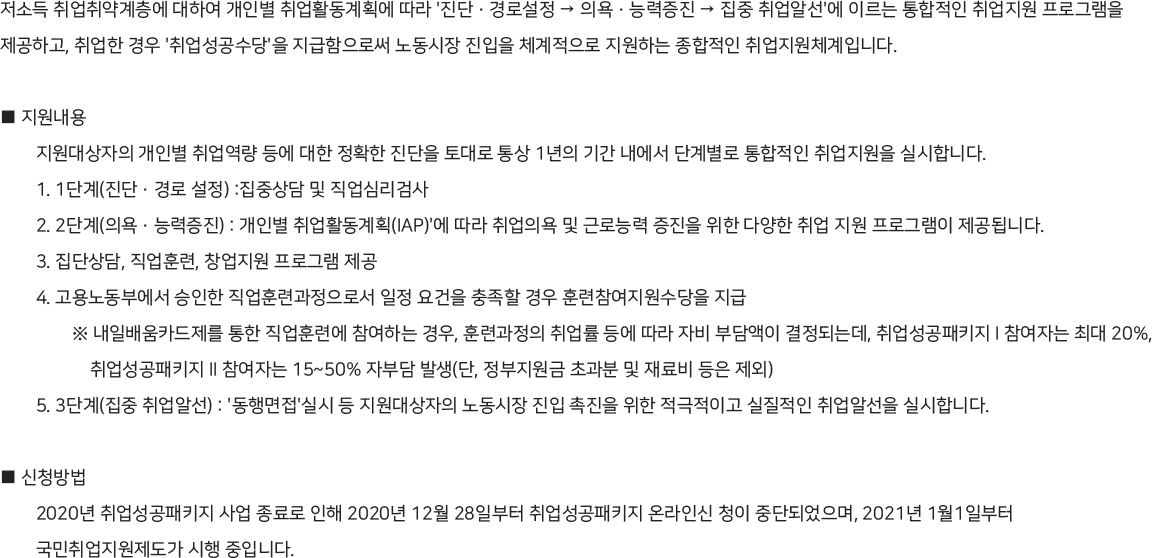 저소득 취업취약계층에 대하여 개인별 취업활동계획에 따라 '진단 · 경로설정 → 의욕 · 능력증진 → 집중 취업알선'에 이르는 통합적인 취업지원 프로그램을
제공하고, 취업한 경우 '취업성공수당'을 지급함으로써 노동시장 진입을 체계적으로 지원하는 종합적인 취업지원체계입니다.
■ 지원내용
지원대상자의 개인별 취업역량 등에 대한 정확한 진단을 토대로 통상 1년의 기간 내에서 단계별로 통합적인 취업지원을 실시합니다.
1. 1단계(진단 · 경로 설정) :집중상담 및 직업심리검사
2. 2단계(의욕 · 능력증진) : 개인별 취업활동계획(IAP)'에 따라 취업의욕 및 근로능력 증진을 위한 다양한 취업 지원 프로그램이 제공됩니다.
3. 집단상담, 직업훈련, 창업지원 프로그램 제공
4. 고용노동부에서 승인한 직업훈련과정으로서 일정 요건을 충족할 경우 훈련참여지원수당을 지급
※ 내일배움카드제를 통한 직업훈련에 참여하는 경우, 훈련과정의 취업률 등에 따라 자비 부담액이 결정되는데, 취업성공패키지 I 참여자는 최대 20%,
취업성공패키지 II 참여자는 15~50% 자부담 발생(단, 정부지원금 초과분 및 재료비 등은 제외)
5. 3단계(집중 취업알선) : '동행면접'실시 등 지원대상자의 노동시장 진입 촉진을 위한 적극적이고 실질적인 취업알선을 실시합니다.
■ 신청방법
2020년 취업성공패키지 사업 종료로 인해 2020년 12월 28일부터 취업성공패키지 온라인신 청이 중단되었으며, 2021년 1월1일부터
국민취업지원제도가 시행 중입니다.